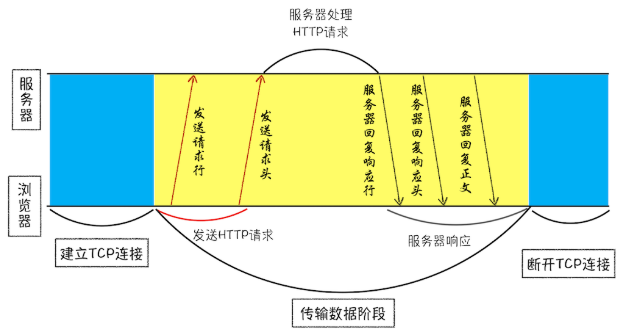 服务器处理
HTTP请求
服务器
发送请求行
发送请求头
服务器回复响应行
服务器回复响应头
服务器回复正文
浏览器
建立TCP连接
发送HTTP请求
服务器响应
断开TCP连接
传输数据阶段